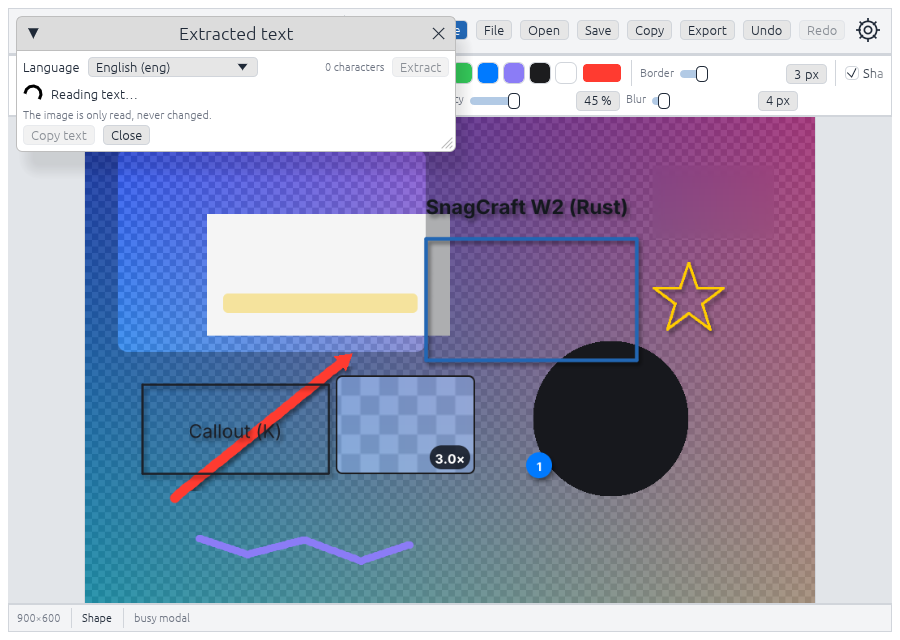 Extracted text
e File Open Save Copy Export Undo Redo
Language English (eng) 0 characters Extract
Border 3 px Sha
Reading text…
cy 45 % Blur 4 px
The image is only read, never changed.
Copy text Close
SnagCraft W2 (Rust)
Callout (K)
3.0×
1
900×600 Shape busy modal